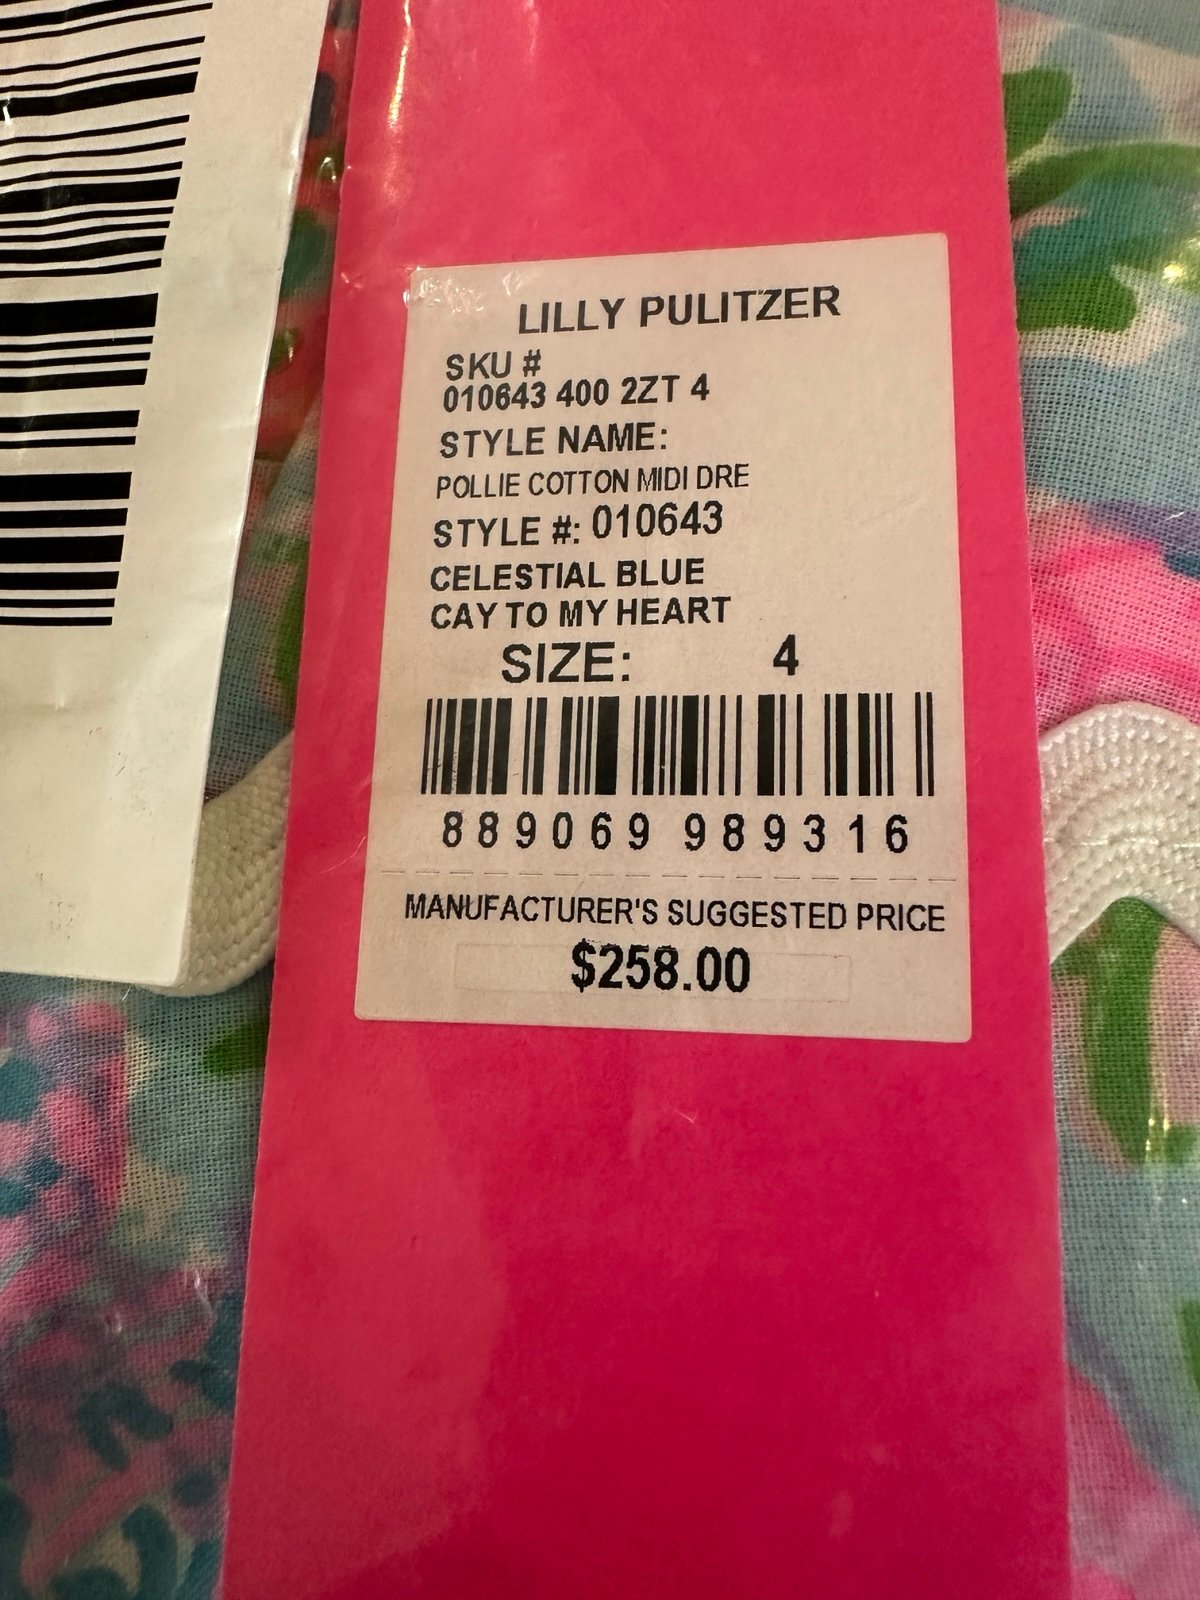 LILLY PULITZER
SKU #
010643 400 2ZT 4
STYLE NAME:
POLLIE COTTON MIDI DRE
STYLE #: 010643
CELESTIAL BLUE
CAY TO MY HEART
SIZE: 4
889069 989316
MANUFACTURER'S SUGGESTED PRICE
$258.00